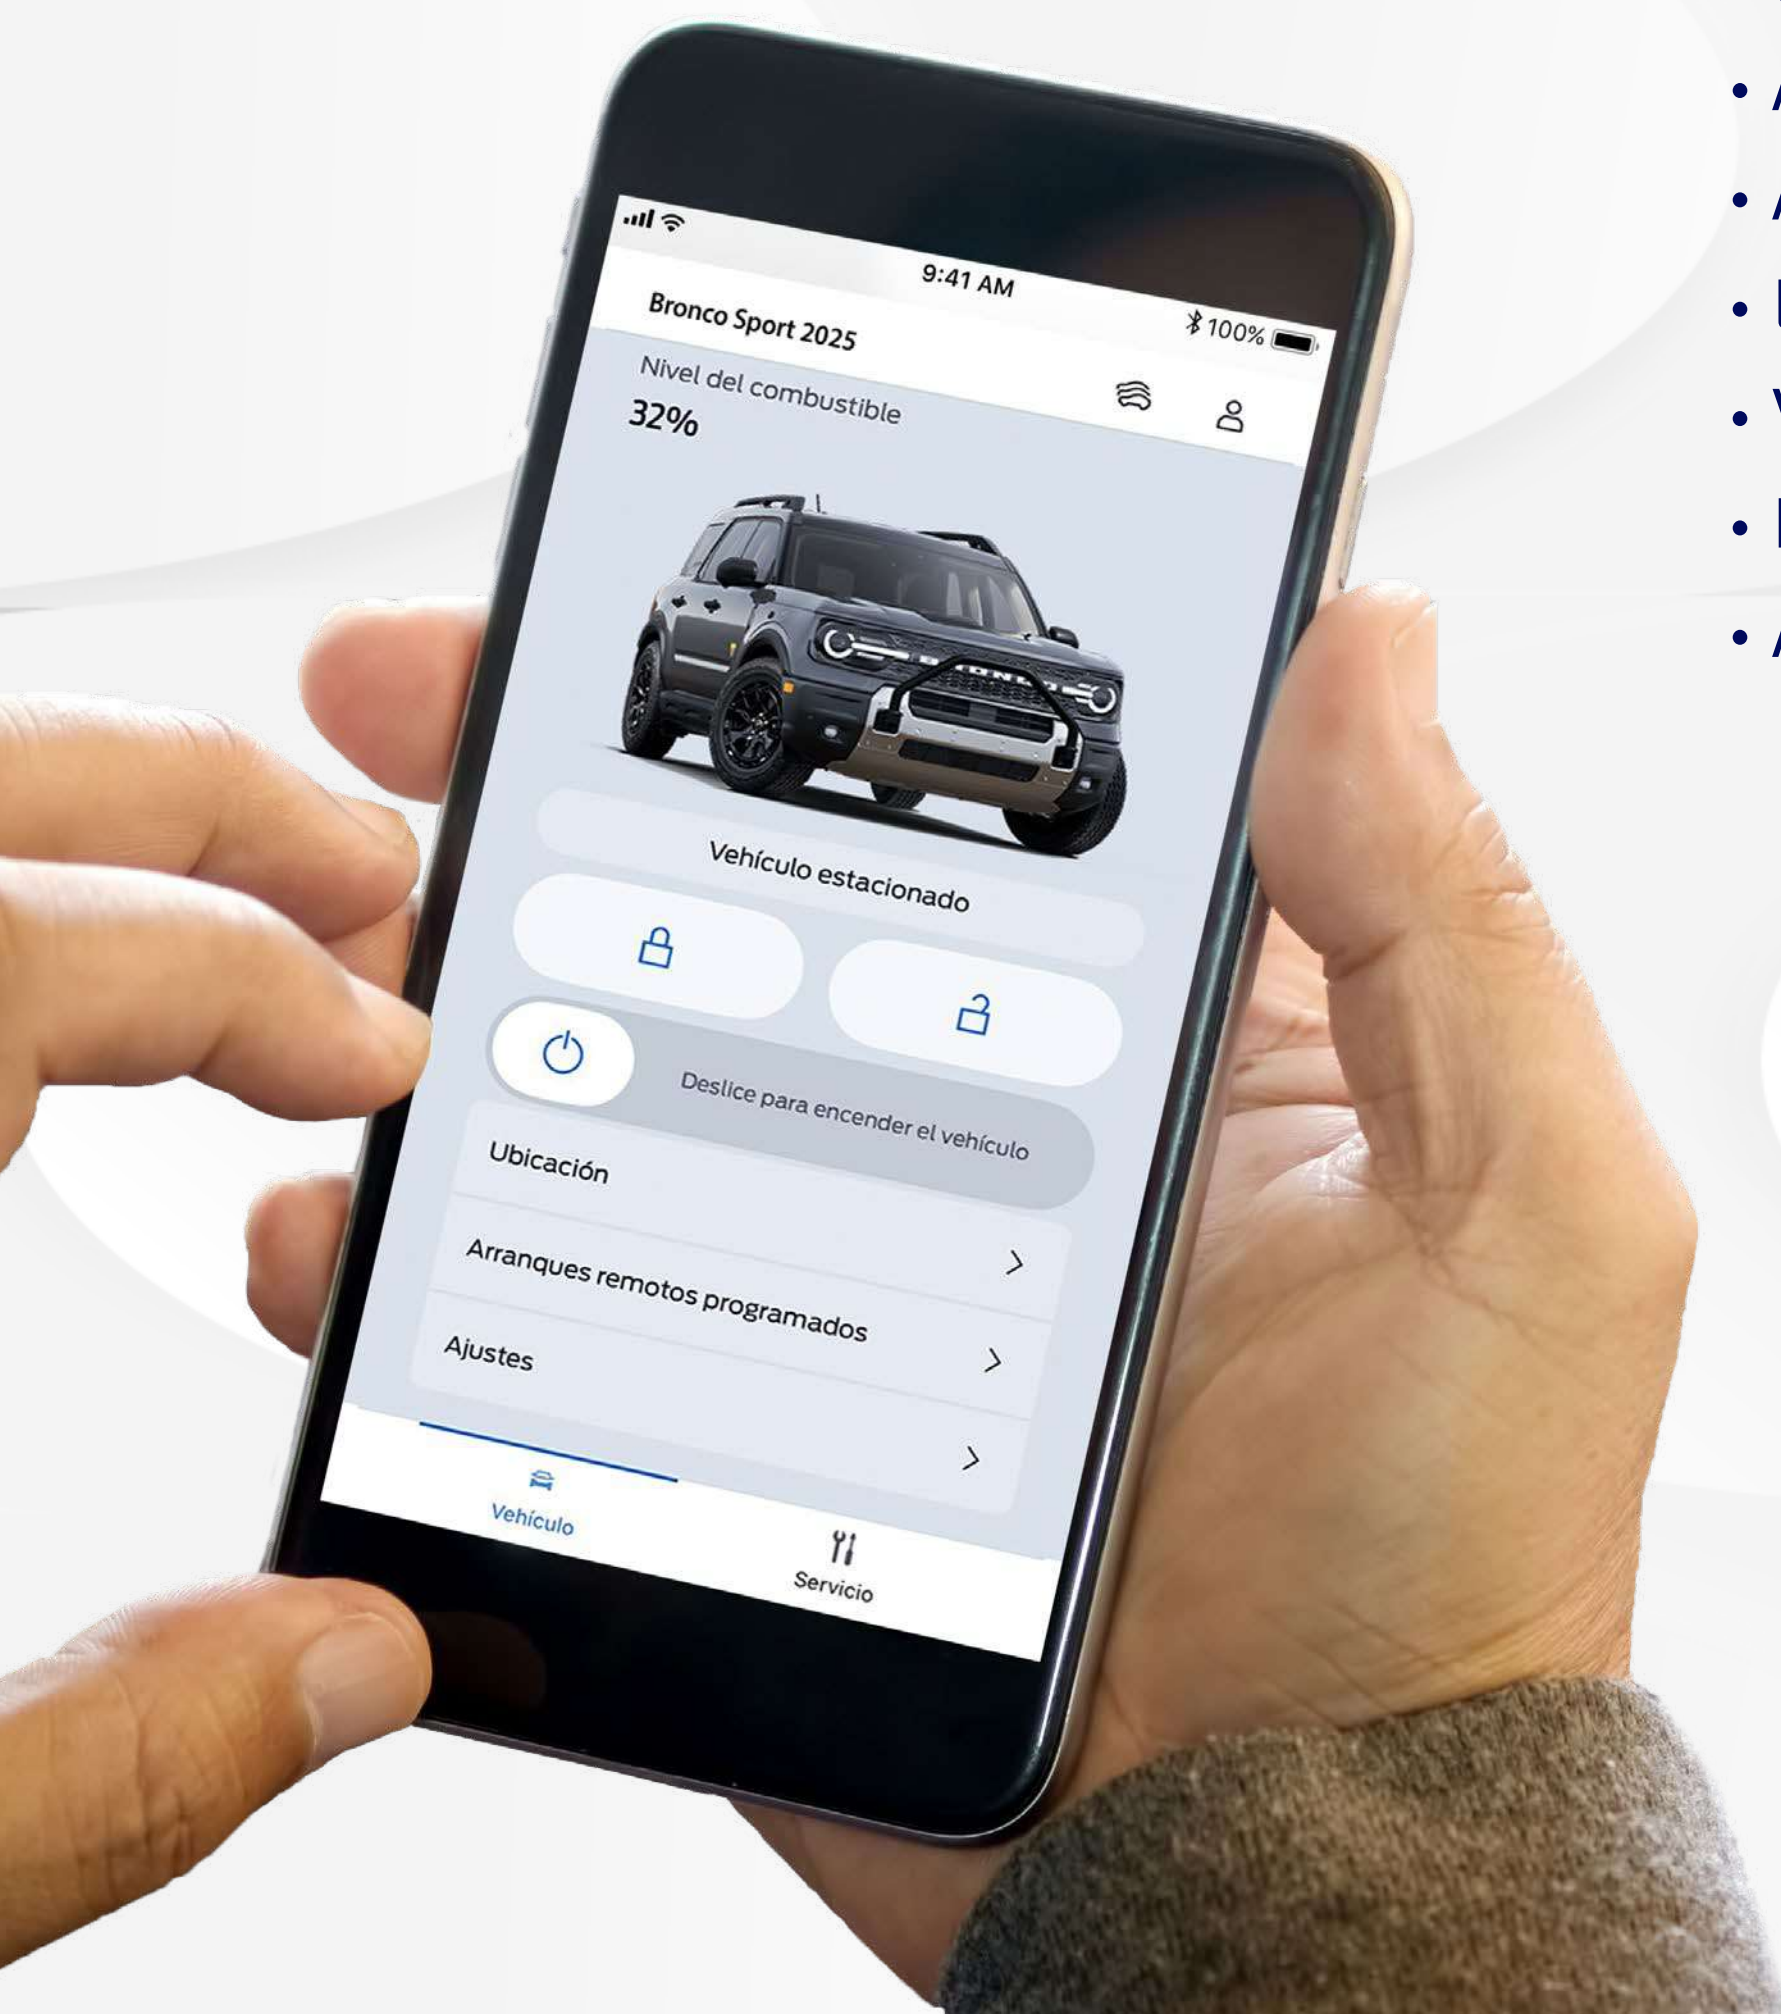 9:41 AM
100%
Bronco Sport 2025
Nivel del combustible
32%
BRONCO
Vehículo estacionado
Deslice para encender el vehículo
Ubicación
Arranques remotos programados
Ajustes
Vehículo
Servicio